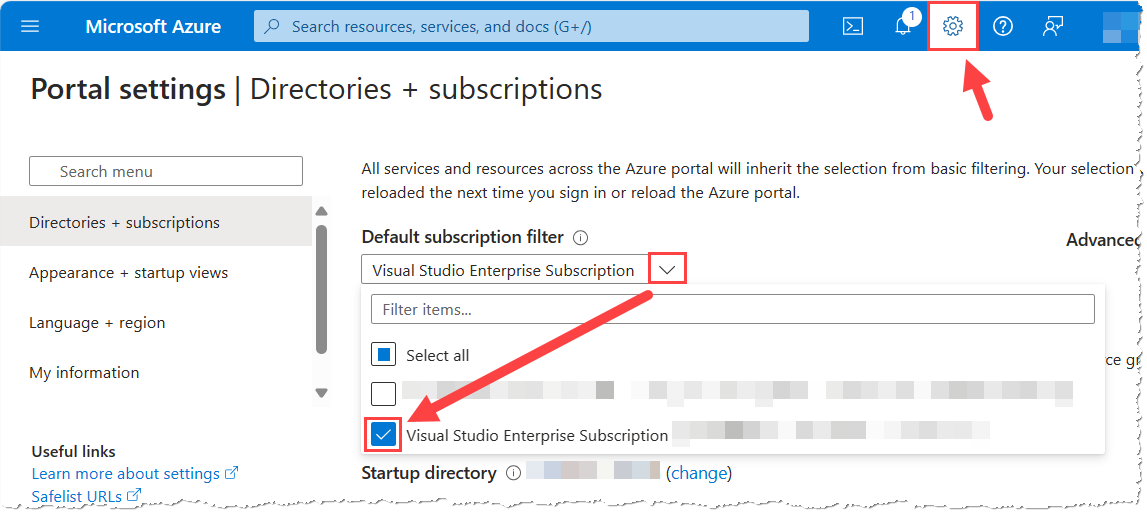 Microsoft Azure
Search resources, services, and docs (G+/)
1
Portal settings | Directories + subscriptions
Search menu
Directories + subscriptions
Appearance + startup views
Language + region
My information
Useful links
Learn more about settings
Safelist URLs
All services and resources across the Azure portal will inherit the selection from basic filtering. Your selection
reloaded the next time you sign in or reload the Azure portal.
Default subscription filter
Advanced
Visual Studio Enterprise Subscription
Filter items...
Select all
Visual Studio Enterprise Subscription
ce gr
Startup directory (change)